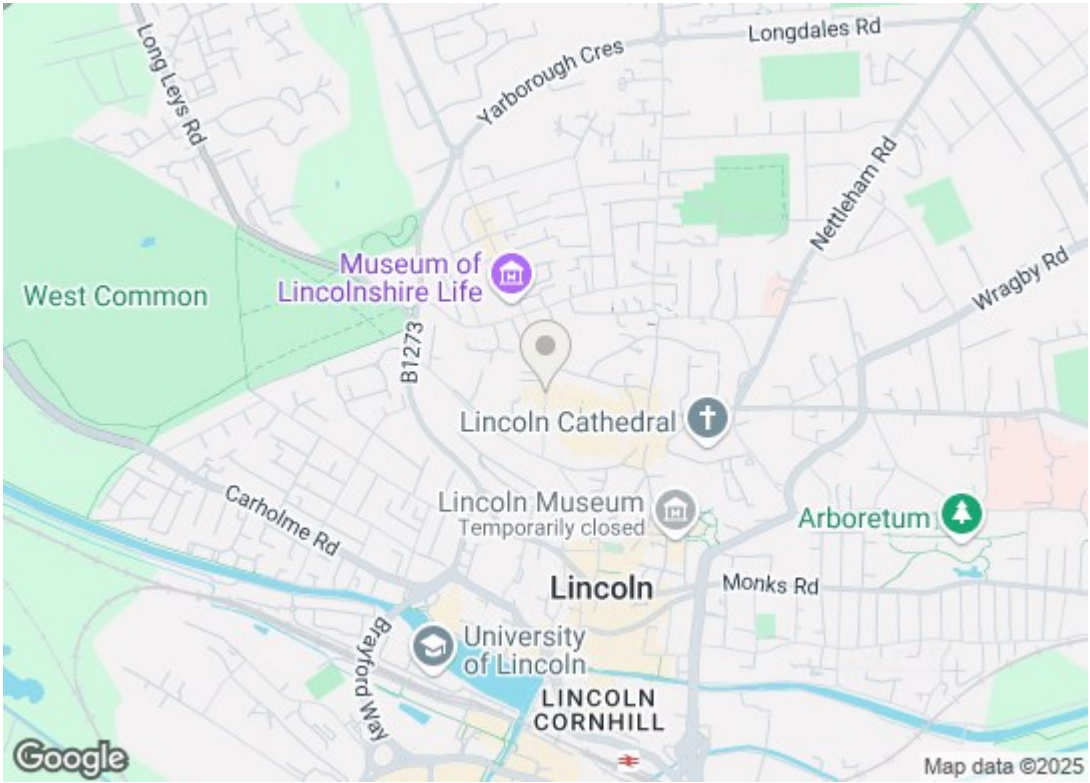 Longdales Rd
Long Leys Rd
Yarborough Cres
Nettleham Rd
Museum of
Lincolnshire Life
Wragby Rd
West Common
B1273
Lincoln Cathedral
Carholme Rd
Lincoln Museum
Temporarily closed
Arboretum
Lincoln
Monks Rd
Brayford Way
University
of Lincoln
LINCOLN
CORNHILL
Google
Map data ©2025